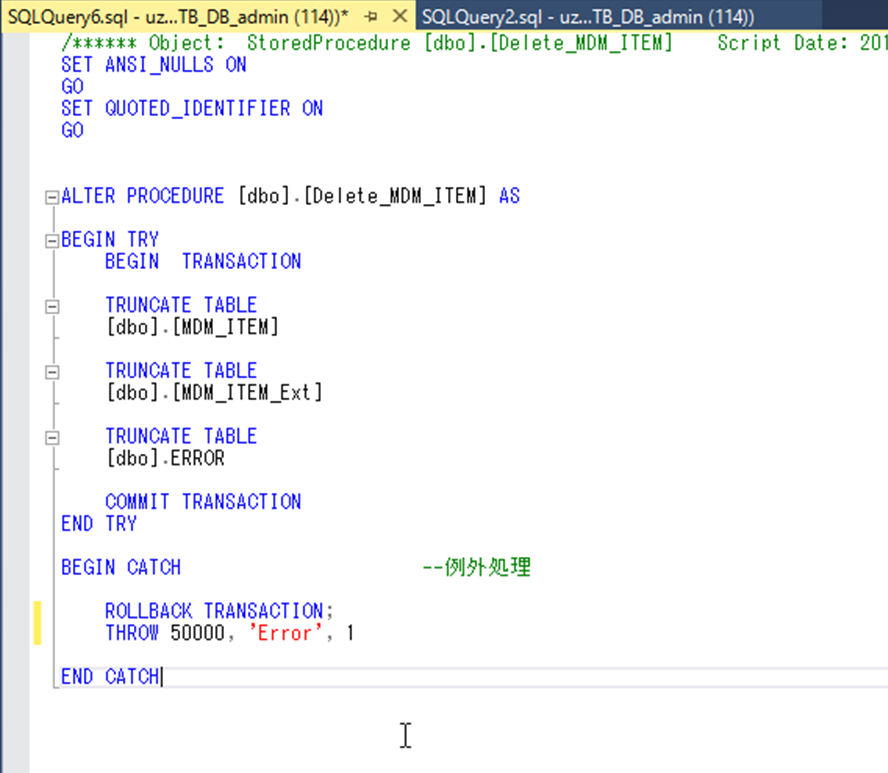 SQLQuery6.sql - uz...TB_DB_admin (114))* SQLQuery2.sql - uz...TB_DB_admin (114))
/****** Object:  StoredProcedure [dbo].[Delete_MDM_ITEM]    Script Date: 201
SET ANSI_NULLS ON
GO
SET QUOTED_IDENTIFIER ON
GO
ALTER PROCEDURE [dbo].[Delete_MDM_ITEM] AS
BEGIN TRY
BEGIN  TRANSACTION
TRUNCATE TABLE
[dbo].[MDM_ITEM]
TRUNCATE TABLE
[dbo].[MDM_ITEM_Ext]
TRUNCATE TABLE
[dbo].ERROR
COMMIT TRANSACTION
END TRY
BEGIN CATCH --例外処理
ROLLBACK TRANSACTION;
THROW 50000, 'Error', 1
END CATCH